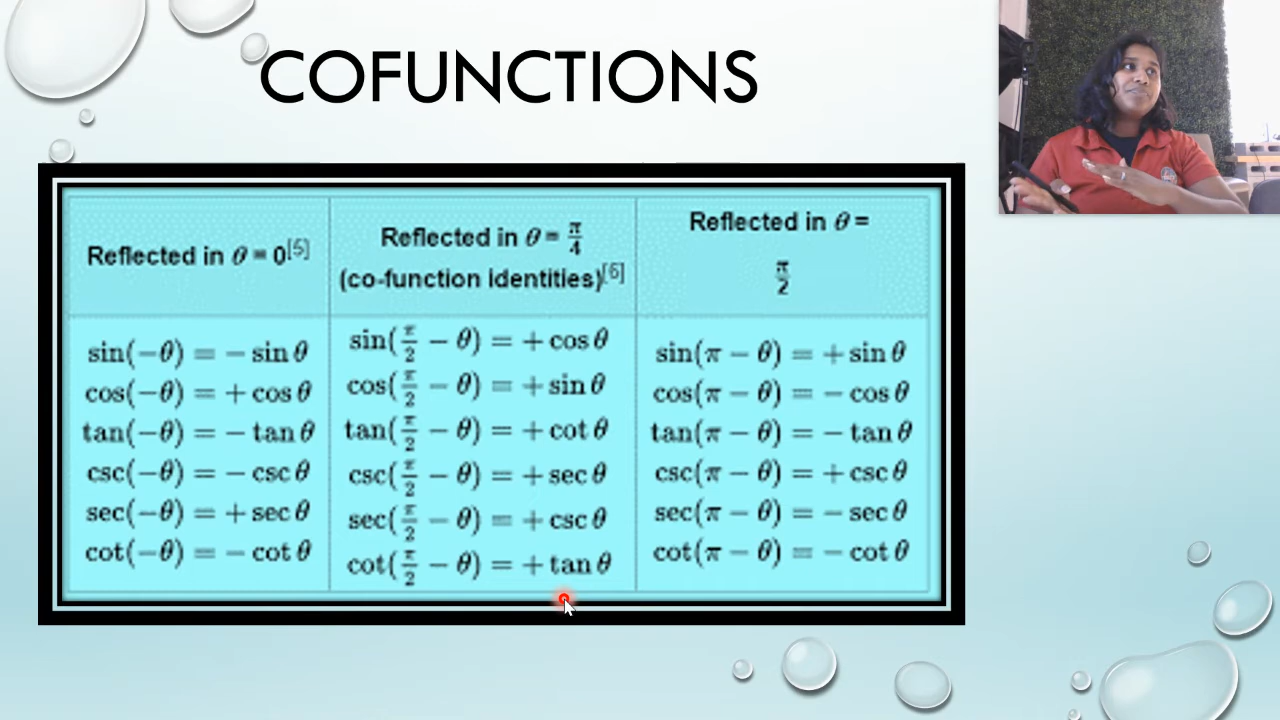 COFUNCTIONS
Reflected in θ = 0[5]
sin(−θ) = − sin θ
cos(−θ) = + cos θ
tan(−θ) = − tan θ
csc(−θ) = − csc θ
sec(−θ) = + sec θ
cot(−θ) = − cot θ
Reflected in θ = π/4
(co-function identities)[6]
sin(π/2 − θ) = + cos θ
cos(π/2 − θ) = + sin θ
tan(π/2 − θ) = + cot θ
csc(π/2 − θ) = + sec θ
sec(π/2 − θ) = + csc θ
cot(π/2 − θ) = + tan θ
Reflected in θ =
π/2
sin(π − θ) = + sin θ
cos(π − θ) = − cos θ
tan(π − θ) = − tan θ
csc(π − θ) = + csc θ
sec(π − θ) = − sec θ
cot(π − θ) = − cot θ